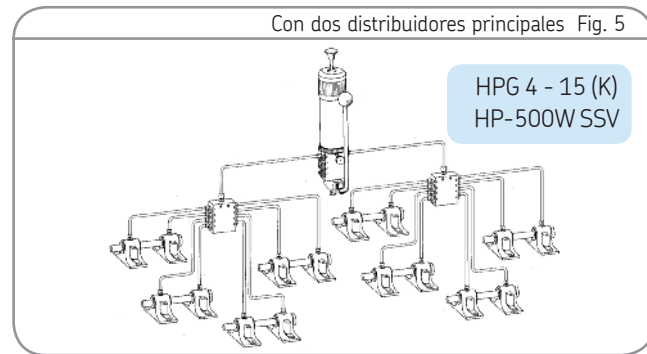 Con dos distribuidores principales Fig. 5
HPG 4 - 15 (K)
HP-500W SSV